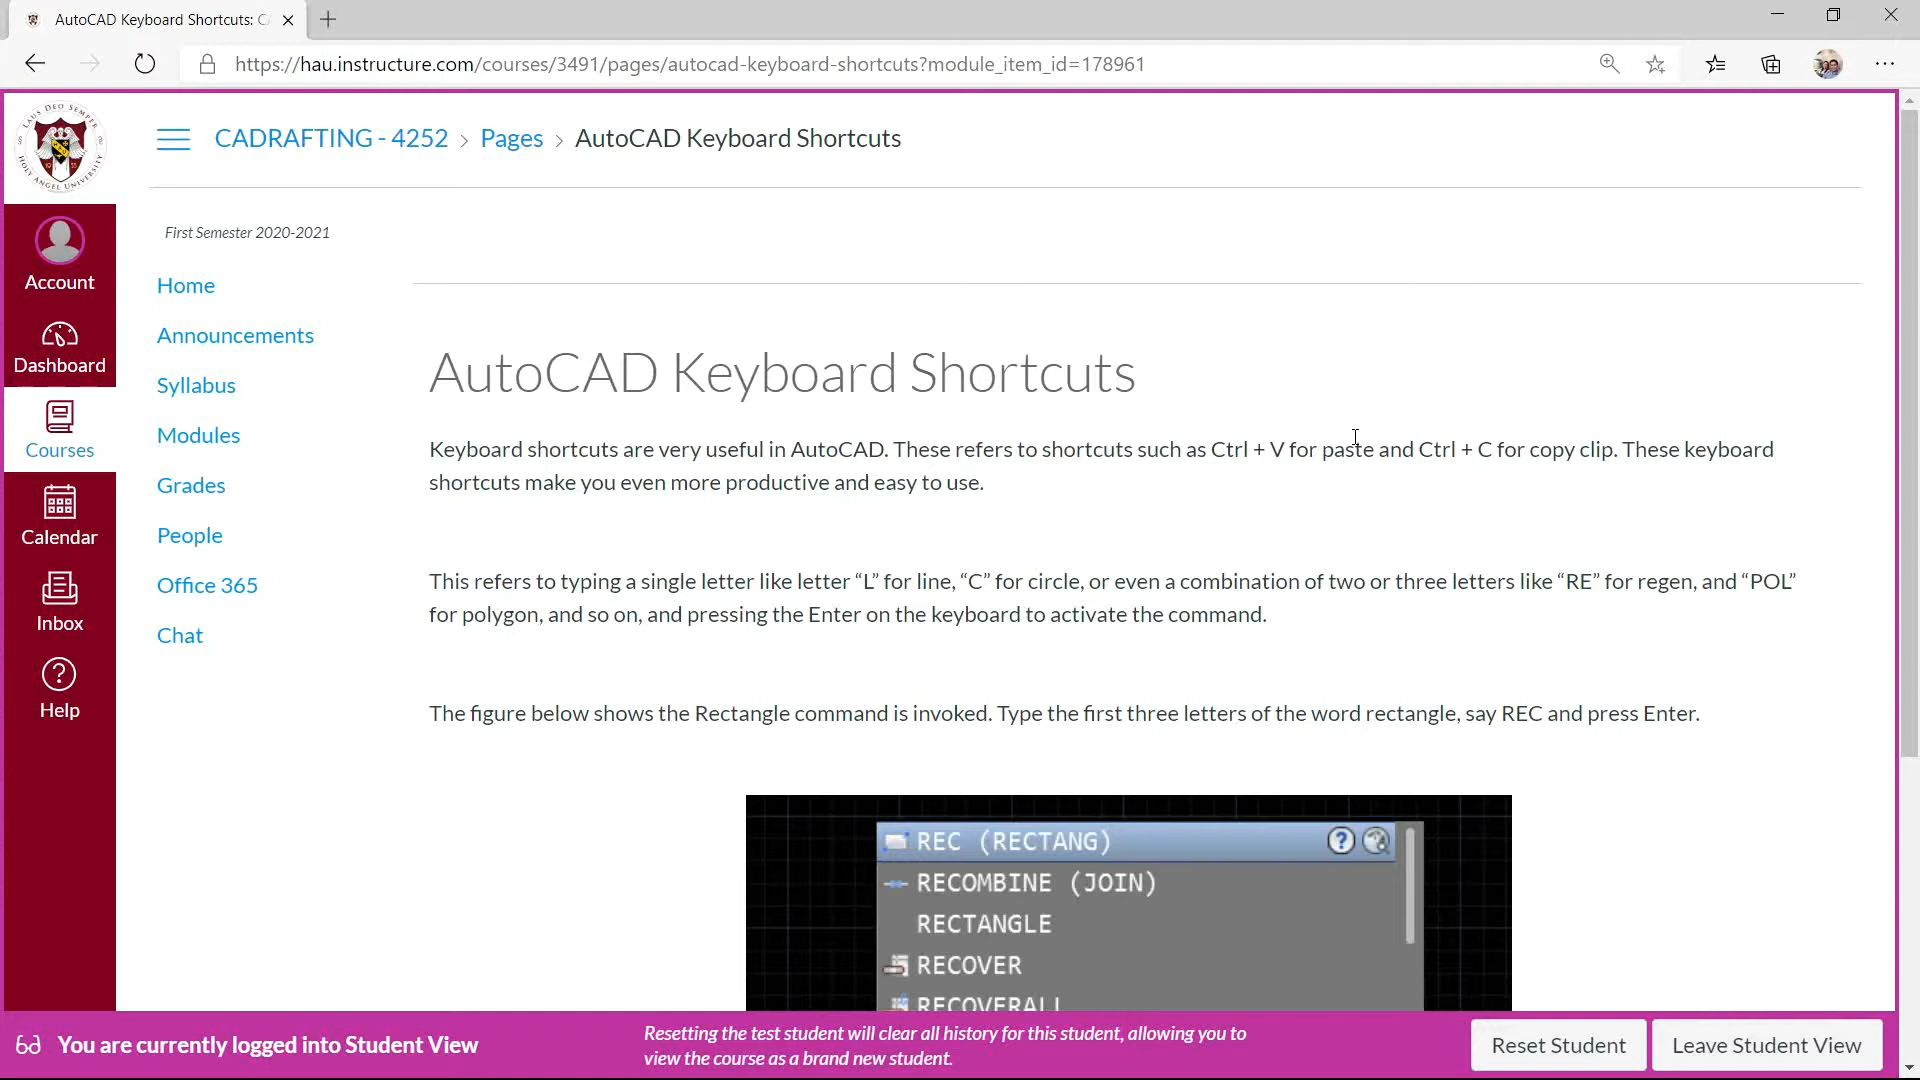 AutoCAD Keyboard Shortcuts: C
https://hau.instructure.com/courses/3491/pages/autocad-keyboard-shortcuts?module_item_id=178961
LAUS DEO SEMPER
HOLY ANGEL UNIVERSITY
CADRAFTING - 4252 > Pages > AutoCAD Keyboard Shortcuts
First Semester 2020-2021
Account
Dashboard
Courses
Calendar
Inbox
Help
Home
Announcements
Syllabus
Modules
Grades
People
Office 365
Chat
AutoCAD Keyboard Shortcuts
Keyboard shortcuts are very useful in AutoCAD. These refers to shortcuts such as Ctrl + V for paste and Ctrl + C for copy clip. These keyboard
shortcuts make you even more productive and easy to use.
This refers to typing a single letter like letter “L” for line, “C” for circle, or even a combination of two or three letters like “RE” for regen, and “POL”
for polygon, and so on, and pressing the Enter on the keyboard to activate the command.
The figure below shows the Rectangle command is invoked. Type the first three letters of the word rectangle, say REC and press Enter.
REC (RECTANG)
RECOMBINE (JOIN)
RECTANGLE
RECOVER
RECOVERALL
You are currently logged into Student View
Resetting the test student will clear all history for this student, allowing you to
view the course as a brand new student.
Reset Student
Leave Student View